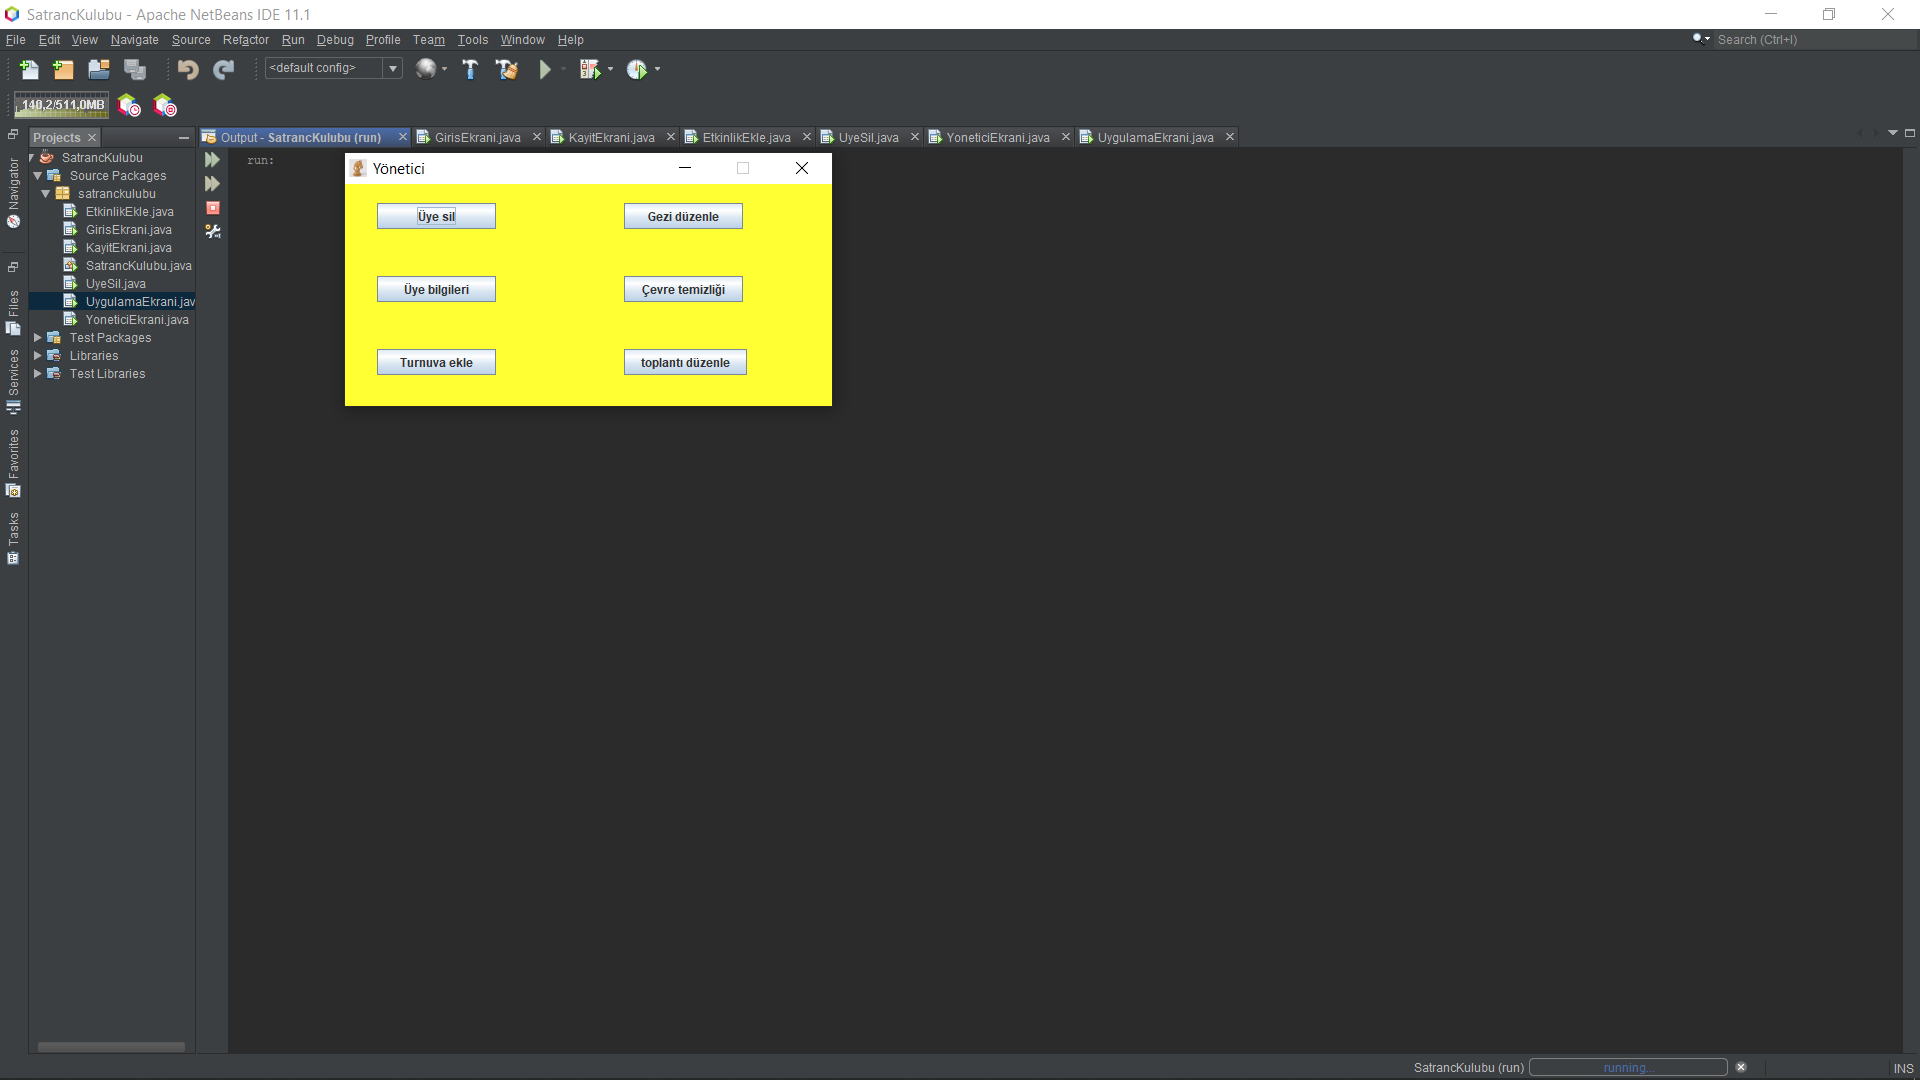 SatrancKulubu - Apache NetBeans IDE 11.1
File Edit View Navigate Source Refactor Run Debug Profile Team Tools Window Help
Search (Ctrl+I)
<default config>
140,2/511,0MB
Projects
Output - SatrancKulubu (run)
GirisEkrani.java
KayitEkrani.java
EtkinlikEkle.java
UyeSil.java
YoneticiEkrani.java
UygulamaEkrani.java
Navigator
Files
Services
Favorites
Tasks
SatrancKulubu
Source Packages
satranckulubu
EtkinlikEkle.java
GirisEkrani.java
KayitEkrani.java
SatrancKulubu.java
UyeSil.java
UygulamaEkrani.jav
YoneticiEkrani.java
Test Packages
Libraries
Test Libraries
run:
Yönetici
Üye sil
Gezi düzenle
Üye bilgileri
Çevre temizliği
Turnuva ekle
toplantı düzenle
SatrancKulubu (run)
running...
INS